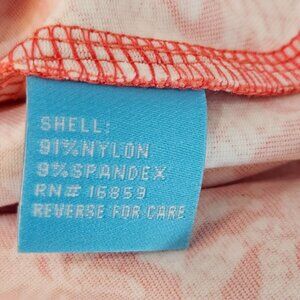 SHELL:
91%NYLON
9%SPANDEX
RN# 16859
REVERSE FOR CARE